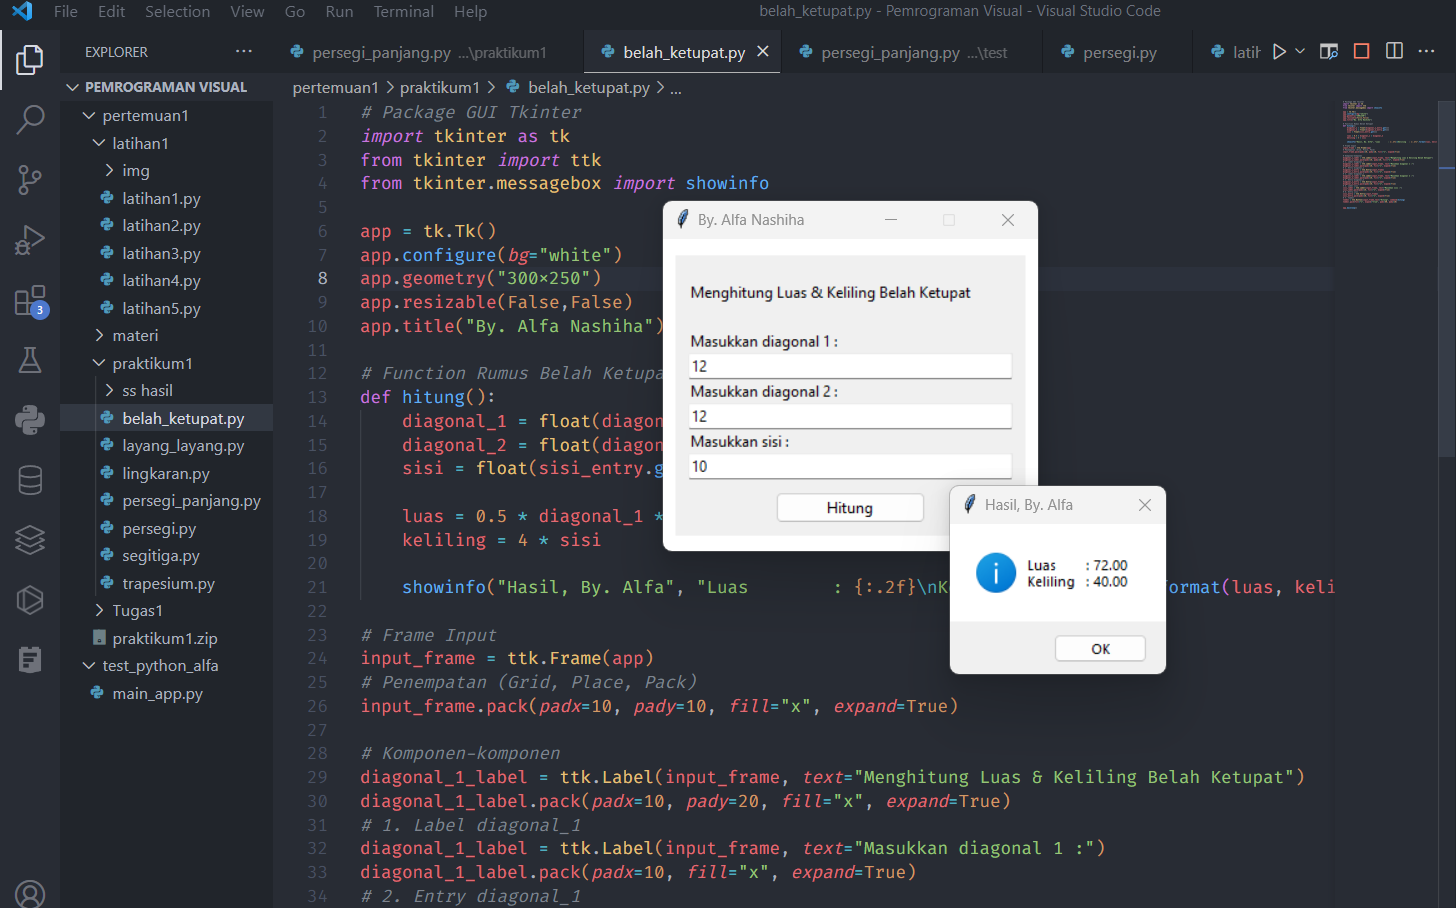 File Edit Selection View Go Run Terminal Help
belah_ketupat.py - Pemrograman Visual - Visual Studio Code
EXPLORER
persegi_panjang.py ...\praktikum1
belah_ketupat.py
persegi_panjang.py ...\test
persegi.py
latih
PEMROGRAMAN VISUAL
pertemuan1
latihan1
img
latihan1.py
latihan2.py
latihan3.py
latihan4.py
latihan5.py
materi
praktikum1
ss hasil
belah_ketupat.py
layang_layang.py
lingkaran.py
persegi_panjang.py
persegi.py
segitiga.py
trapesium.py
Tugas1
praktikum1.zip
test_python_alfa
main_app.py
3
pertemuan1 > praktikum1 > belah_ketupat.py > ...
1 # Package GUI Tkinter
2 import tkinter as tk
3 from tkinter import ttk
4 from tkinter.messagebox import showinfo
5
6 app = tk.Tk()
7 app.configure(bg="white")
8 app.geometry("300×250")
9 app.resizable(False,False)
10 app.title("By. Alfa Nashiha")
11
12 # Function Rumus Belah Ketupa
13 def hitung():
14 diagonal_1 = float(diagon
15 diagonal_2 = float(diagon
16 sisi = float(sisi_entry.g
17
18 luas = 0.5 * diagonal_1 *
19 keliling = 4 * sisi
20
21 showinfo("Hasil, By. Alfa", "Luas : {:.2f}\nK ormat(luas, keli
22
23 # Frame Input
24 input_frame = ttk.Frame(app)
25 # Penempatan (Grid, Place, Pack)
26 input_frame.pack(padx=10, pady=10, fill="x", expand=True)
27
28 # Komponen-komponen
29 diagonal_1_label = ttk.Label(input_frame, text="Menghitung Luas & Keliling Belah Ketupat")
30 diagonal_1_label.pack(padx=10, pady=20, fill="x", expand=True)
31 # 1. Label diagonal_1
32 diagonal_1_label = ttk.Label(input_frame, text="Masukkan diagonal 1 :")
33 diagonal_1_label.pack(padx=10, fill="x", expand=True)
34 # 2. Entry diagonal_1
By. Alfa Nashiha
Menghitung Luas & Keliling Belah Ketupat
Masukkan diagonal 1 :
12
Masukkan diagonal 2 :
12
Masukkan sisi :
10
Hitung
Hasil, By. Alfa
Luas : 72.00
Keliling : 40.00
OK